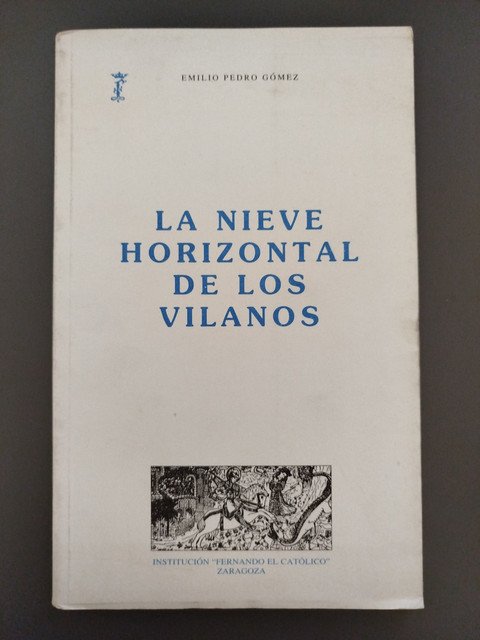 EMILIO PEDRO GÓMEZ
LA NIEVE
HORIZONTAL
DE LOS
VILANOS
INSTITUCIÓN "FERNANDO EL CATÓLICO"
ZARAGOZA